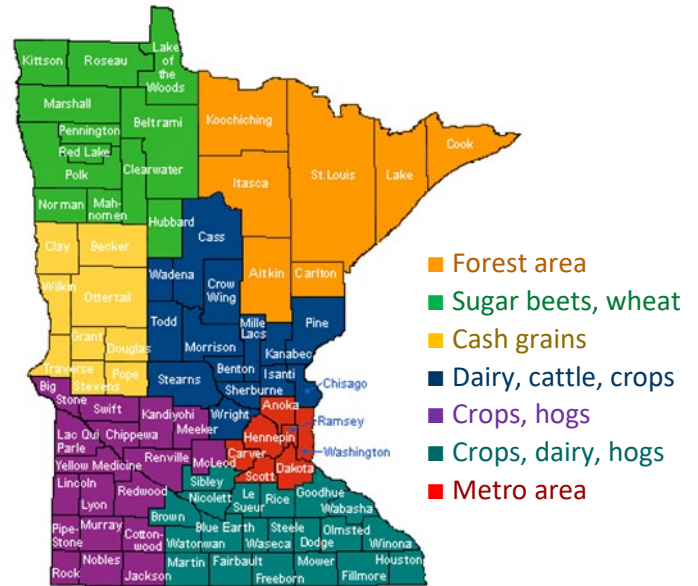 Kittson
Roseau
Lake
of the
Woods
Marshall
Beltrami
Koochiching
Pennington
Red Lake
Clearwater
Polk
Cook
St.Louis
Lake
Itasca
Norman
Mah-
nomen
Hubbard
Cass
Clay
Becker
Wadena
Crow
Wing
Aitkin
Carlton
Wilkin
Ottertail
Todd
Mille
Lacs
Pine
Grant
Douglas
Morrison
Kanabec
Traverse
Stevens
Pope
Benton
Isanti
Stearns
Sherburne
Chisago
Big
Stone
Swift
Kandiyohi
Meeker
Wright
Anoka
Ramsey
Hennepin
Washington
Lac Qui
Parle
Chippewa
Renville
McLeod
Carver
Scott
Dakota
Yellow Medicine
Sibley
Lincoln
Lyon
Redwood
Nicolett
Le
Sueur
Rice
Goodhue
Wabasha
Brown
Pipe-
Stone
Murray
Cotton-
wood
Watonwan
Blue Earth
Waseca
Steele
Dodge
Olmsted
Winona
Rock
Nobles
Jackson
Martin
Fairbault
Freeborn
Mower
Fillmore
Houston
■ Forest area
■ Sugar beets, wheat
■ Cash grains
■ Dairy, cattle, crops
■ Crops, hogs
■ Crops, dairy, hogs
■ Metro area